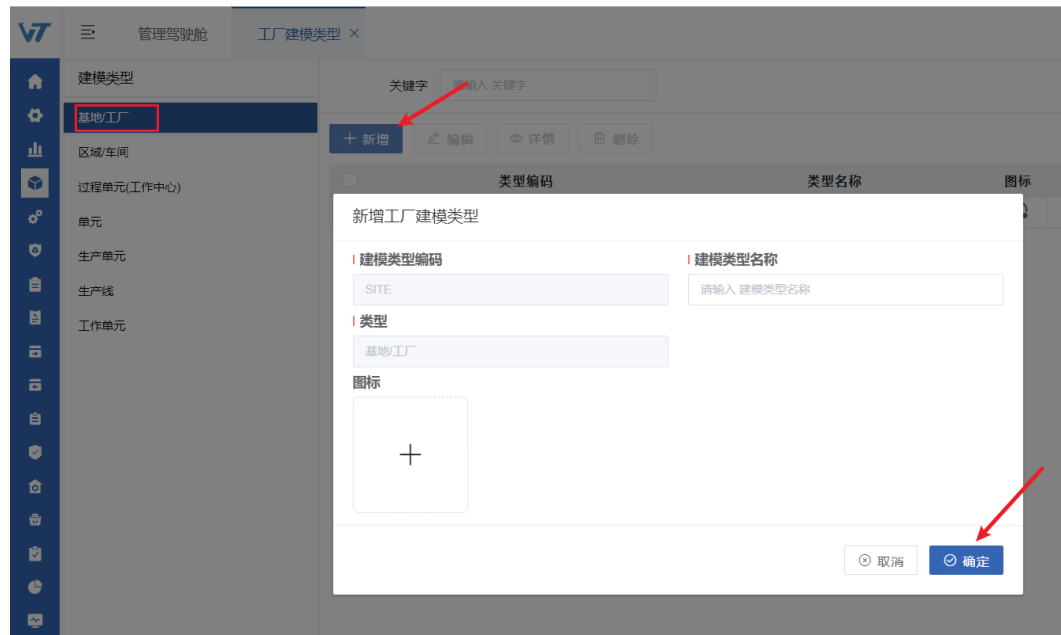 VT
管理驾驶舱
工厂建模类型 ×
建模类型
基地/工厂
区域/车间
过程单元(工作中心)
单元
生产单元
生产线
工作单元
关键字
请输入 关键字
新增
编辑
详情
删除
类型编码
类型名称
图标
新增工厂建模类型
建模类型编码
建模类型名称
SITE
请输入 建模类型名称
类型
基地/工厂
图标
取消
确定